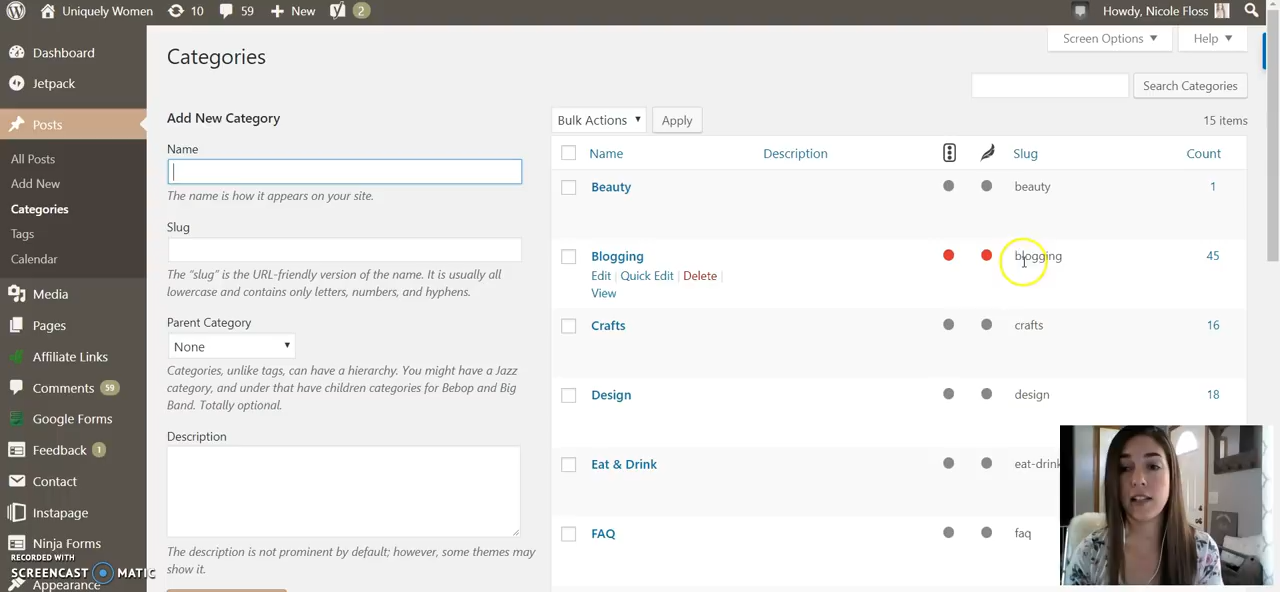 Uniquely Women 10 59 New 2 Howdy, Nicole Floss
Screen Options Help
Dashboard
Jetpack
Posts
All Posts
Add New
Categories
Tags
Calendar
Media
Pages
Affiliate Links
Comments 59
Google Forms
Feedback 1
Contact
Instapage
Ninja Forms
Appearance
RECORDED WITH
SCREENCAST MATIC
Categories
Add New Category
Name
The name is how it appears on your site.
Slug
The “slug” is the URL-friendly version of the name. It is usually all
lowercase and contains only letters, numbers, and hyphens.
Parent Category
None
Categories, unlike tags, can have a hierarchy. You might have a Jazz
category, and under that have children categories for Bebop and Big
Band. Totally optional.
Description
The description is not prominent by default; however, some themes may
show it.
Search Categories
Bulk Actions Apply 15 items
Name Description Slug Count
Beauty beauty 1
Blogging blogging 45
Edit | Quick Edit | Delete |
View
Crafts crafts 16
Design design 18
Eat & Drink eat-drink
FAQ faq